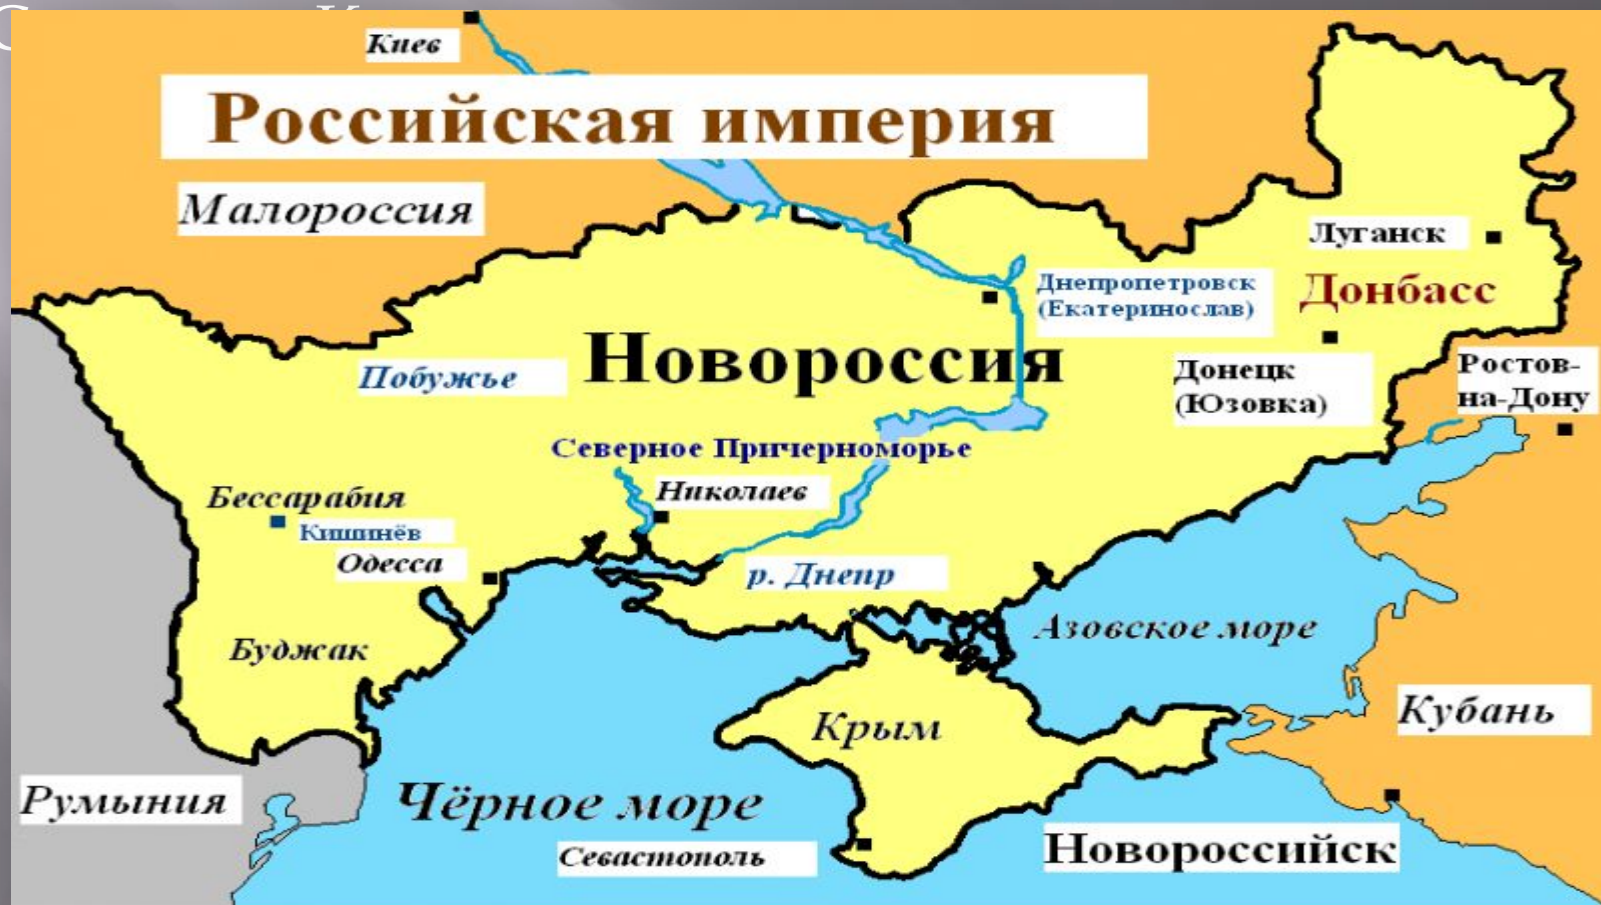 Киев
Российская империя
Малороссия
Луганск
Днепропетровск
(Екатеринослав)
Донбасс
Новороссия
Побужье
Донецк
(Юзовка)
Ростов-
на-Дону
Северное Причерноморье
Николаев
Бессарабия
Кишинёв
Одесса
р. Днепр
Азовское море
Буджак
Крым
Кубань
Румыния
Чёрное море
Севастополь
Новороссийск